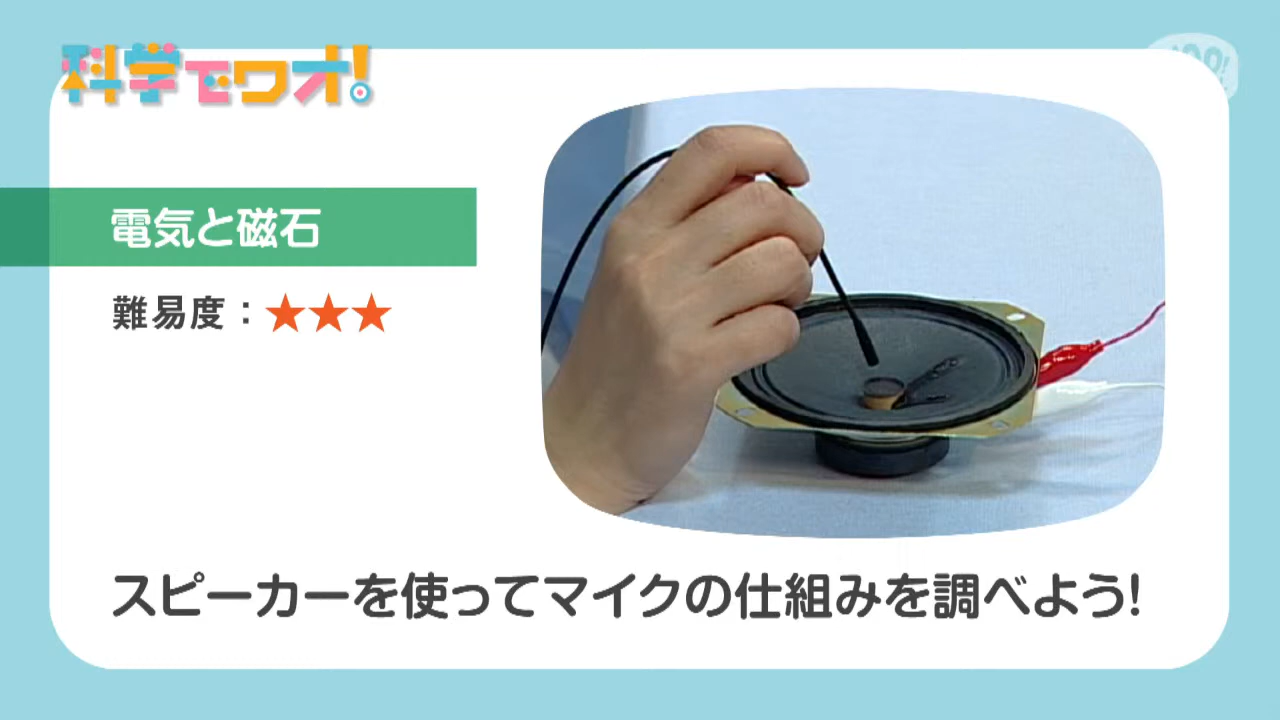 科学でワオ!
電気と磁石
難易度：★★★
スピーカーを使ってマイクの仕組みを調べよう!